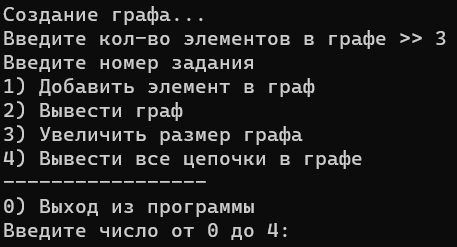 Создание графа...
Введите кол-во элементов в графе >> 3
Введите номер задания
1) Добавить элемент в граф
2) Вывести граф
3) Увеличить размер графа
4) Вывести все цепочки в графе
-----------------
0) Выход из программы
Введите число от 0 до 4: